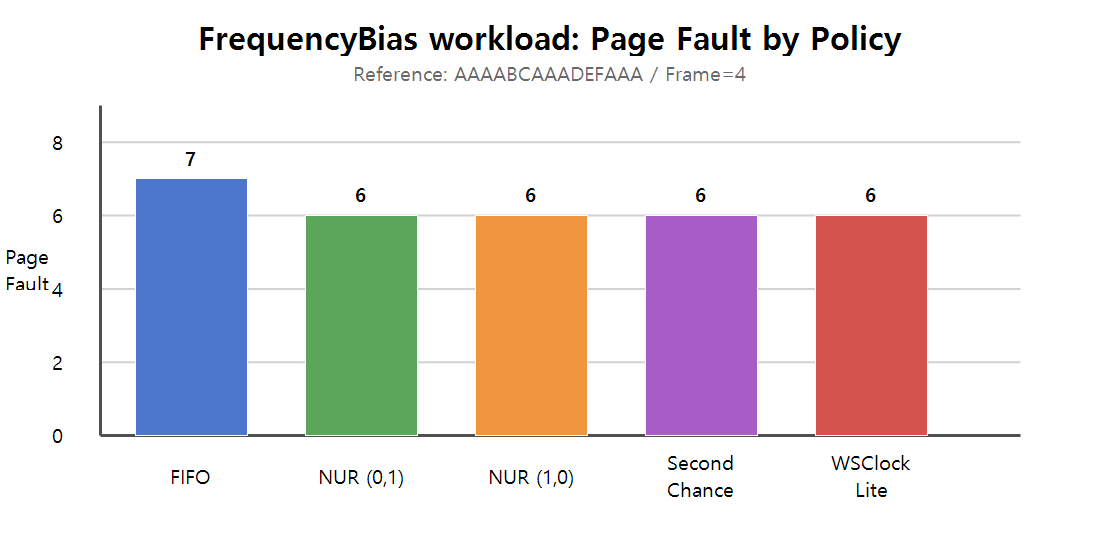 FrequencyBias workload: Page Fault by Policy
Reference: AAAABCAAADEFAAA / Frame=4
8
7
6
6
6
6
6
Page
Fault
4
2
0
FIFO
NUR (0,1)
NUR (1,0)
Second
Chance
WSClock
Lite